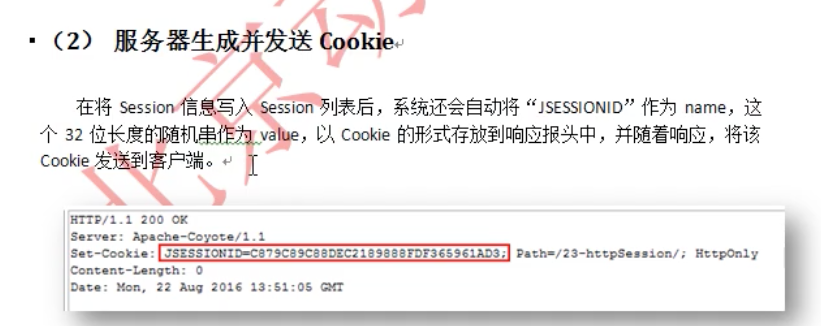 ▪ （2） 服务器生成并发送 Cookie
在将 Session 信息写入 Session 列表后，系统还会自动将“JSESSIONID”作为 name，这
个 32 位长度的随机串作为 value，以 Cookie 的形式存放到响应报头中，并随着响应，将该
Cookie 发送到客户端。
HTTP/1.1 200 OK
Server: Apache-Coyote/1.1
Set-Cookie: JSESSIONID=C879C89C88DEC2189888FDF365961AD3; Path=/23-httpSession/; HttpOnly
Content-Length: 0
Date: Mon, 22 Aug 2016 13:51:05 GMT